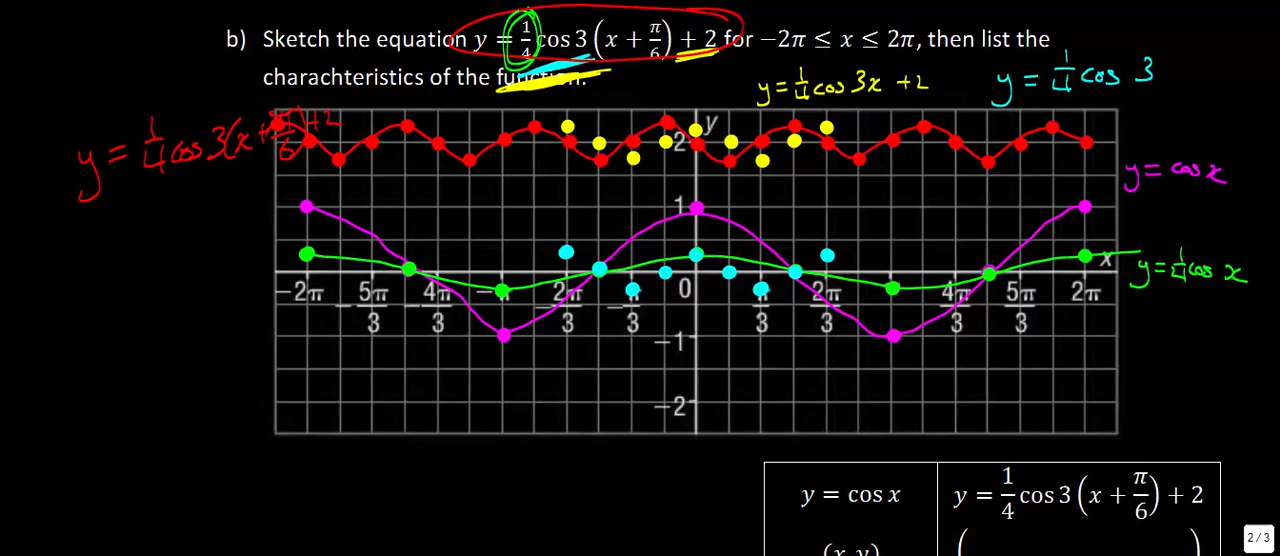 b) Sketch the equation y = 1/4 cos 3 (x + π/6) + 2 for −2π ≤ x ≤ 2π, then list the
charachteristics of the function.
y = 1/4 cos 3x + 2
y = 1/4 cos 3
y = 1/4 cos 3(x + π/6) + 2
y
2
y = cos x
1
x
y = 1/4 cos x
−2π −5π/3 −4π/3 −π −2π/3 −π/3 0 π/3 2π/3 4π/3 5π/3 2π
−1
−2
y = cos x
y = 1/4 cos 3 (x + π/6) + 2
(x, y)
(
)
2/3